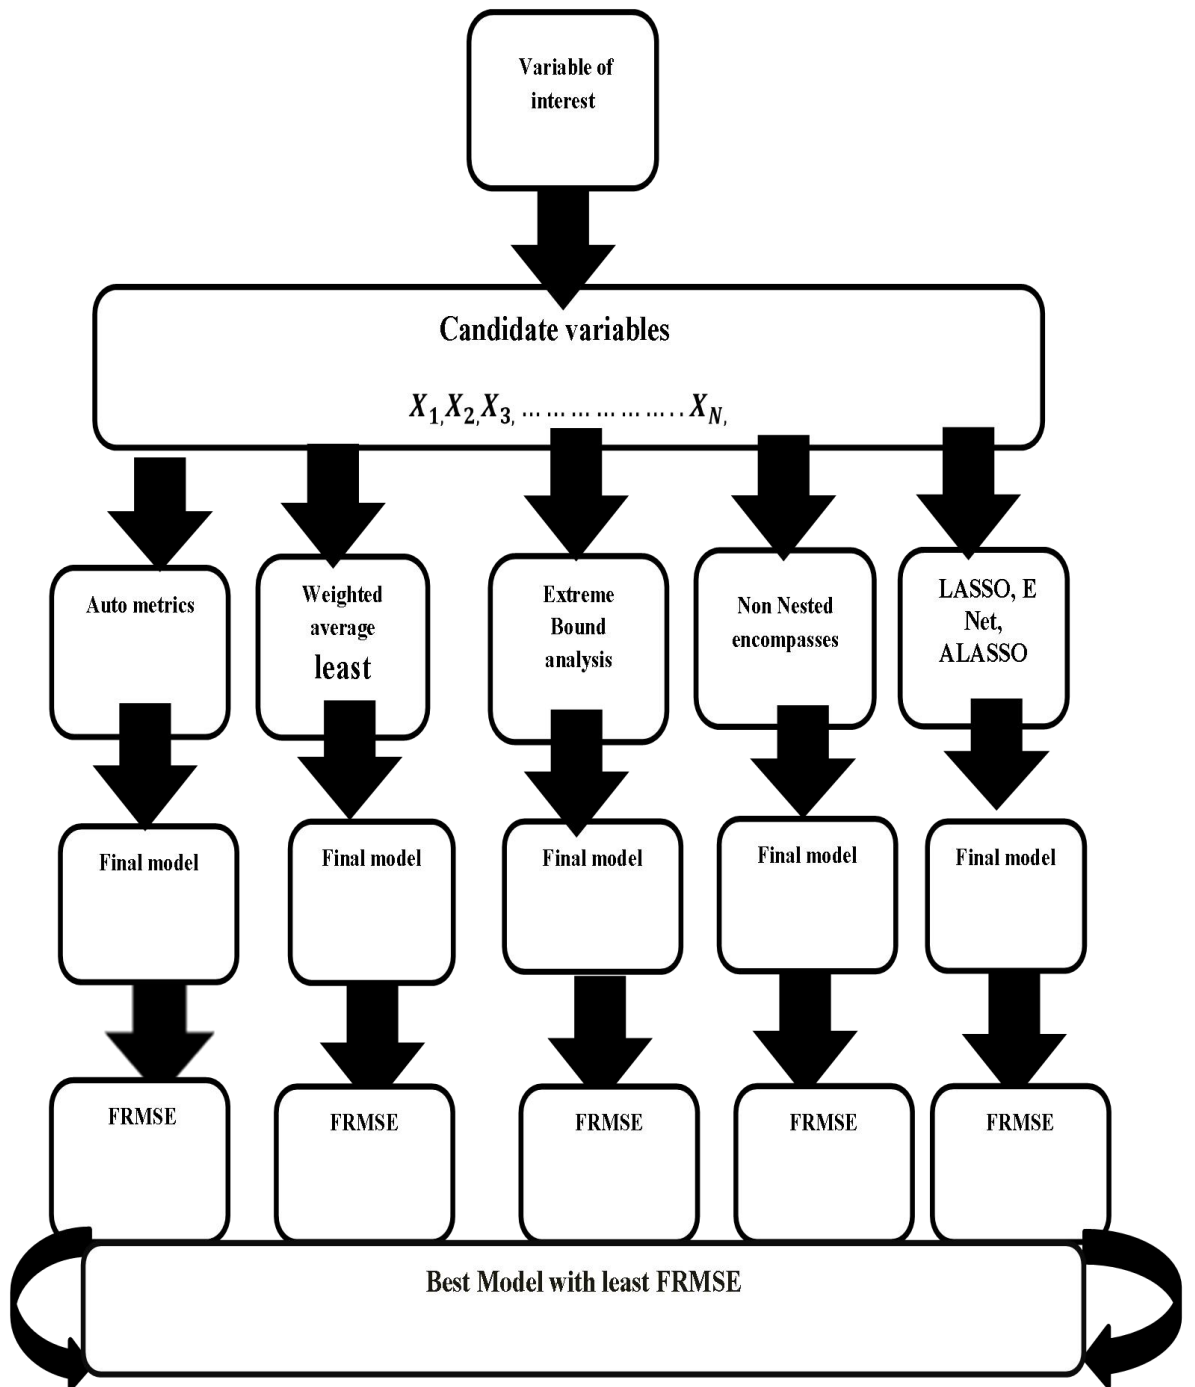 Variable of
interest
Candidate variables
X₁,X₂,X₃, ……………….. X_N,
Auto metrics
Weighted
average
least
Extreme
Bound
analysis
Non Nested
encompasses
LASSO, E
Net,
ALASSO
Final model
Final model
Final model
Final model
Final model
FRMSE
FRMSE
FRMSE
FRMSE
FRMSE
Best Model with least FRMSE